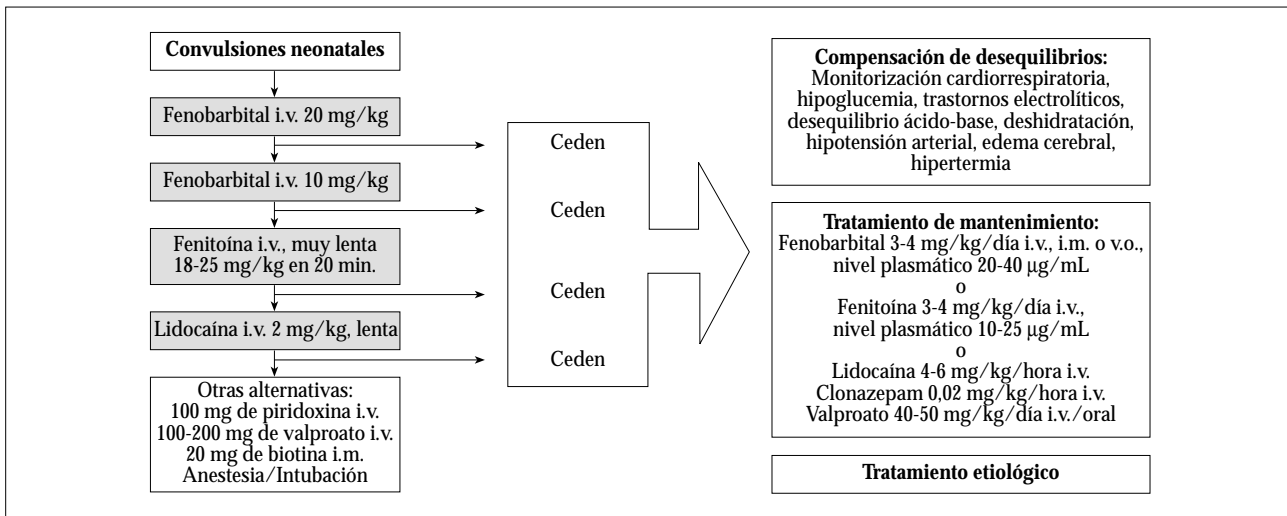 Convulsiones neonatales
Fenobarbital i.v. 20 mg/kg
Fenobarbital i.v. 10 mg/kg
Fenitoína i.v., muy lenta
18-25 mg/kg en 20 min.
Lidocaína i.v. 2 mg/kg, lenta
Otras alternativas:
100 mg de piridoxina i.v.
100-200 mg de valproato i.v.
20 mg de biotina i.m.
Anestesia/Intubación
Ceden
Ceden
Ceden
Ceden
Compensación de desequilibrios:
Monitorización cardiorrespiratoria,
hipoglucemia, trastornos electrolíticos,
desequilibrio ácido-base, deshidratación,
hipotensión arterial, edema cerebral,
hipertermia
Tratamiento de mantenimiento:
Fenobarbital 3-4 mg/kg/día i.v., i.m. o v.o.,
nivel plasmático 20-40 µg/mL
o
Fenitoína 3-4 mg/kg/día i.v.,
nivel plasmático 10-25 µg/mL
o
Lidocaína 4-6 mg/kg/hora i.v.
Clonazepam 0,02 mg/kg/hora i.v.
Valproato 40-50 mg/kg/día i.v./oral
Tratamiento etiológico